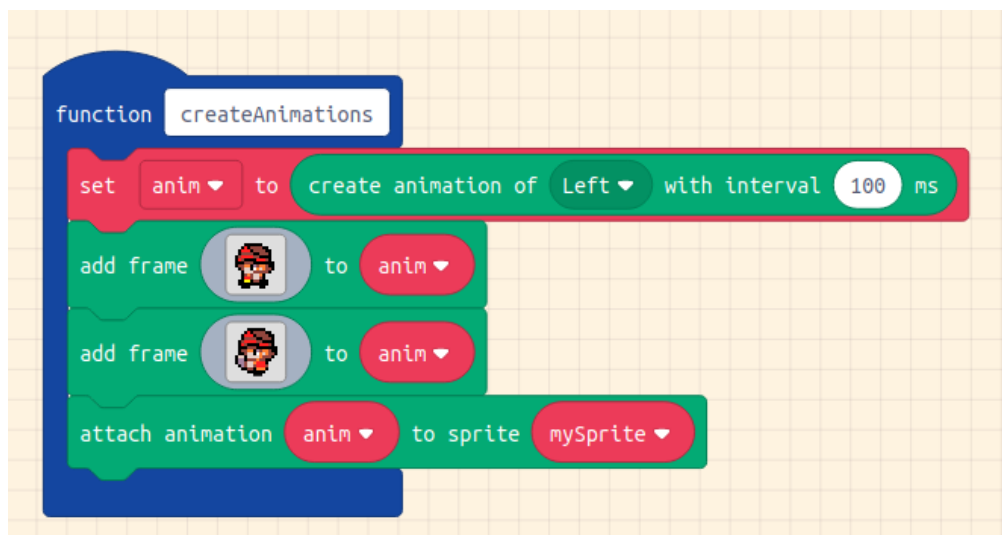 function createAnimations
set anim to create animation of Left with interval 100 ms
add frame to anim
add frame to anim
attach animation anim to sprite mySprite